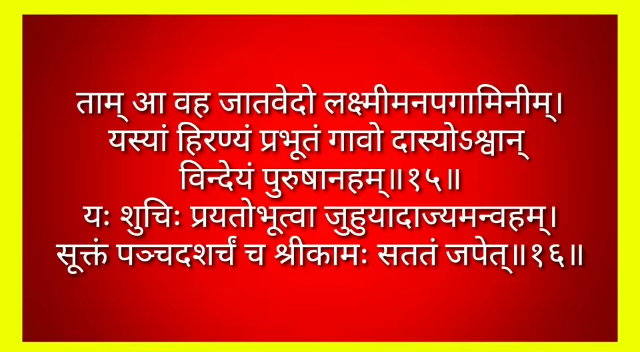 ताम् आ वह जातवेदो लक्ष्मीमनपगामिनीम्।
यस्यां हिरण्यं प्रभूतं गावो दास्योऽश्वान्
विन्देयं पुरुषानहम्॥१५॥
यः शुचिः प्रयतोभूत्वा जुहुयादाज्यमन्वहम्।
सूक्तं पञ्चदशर्चं च श्रीकामः सततं जपेत्॥१६॥